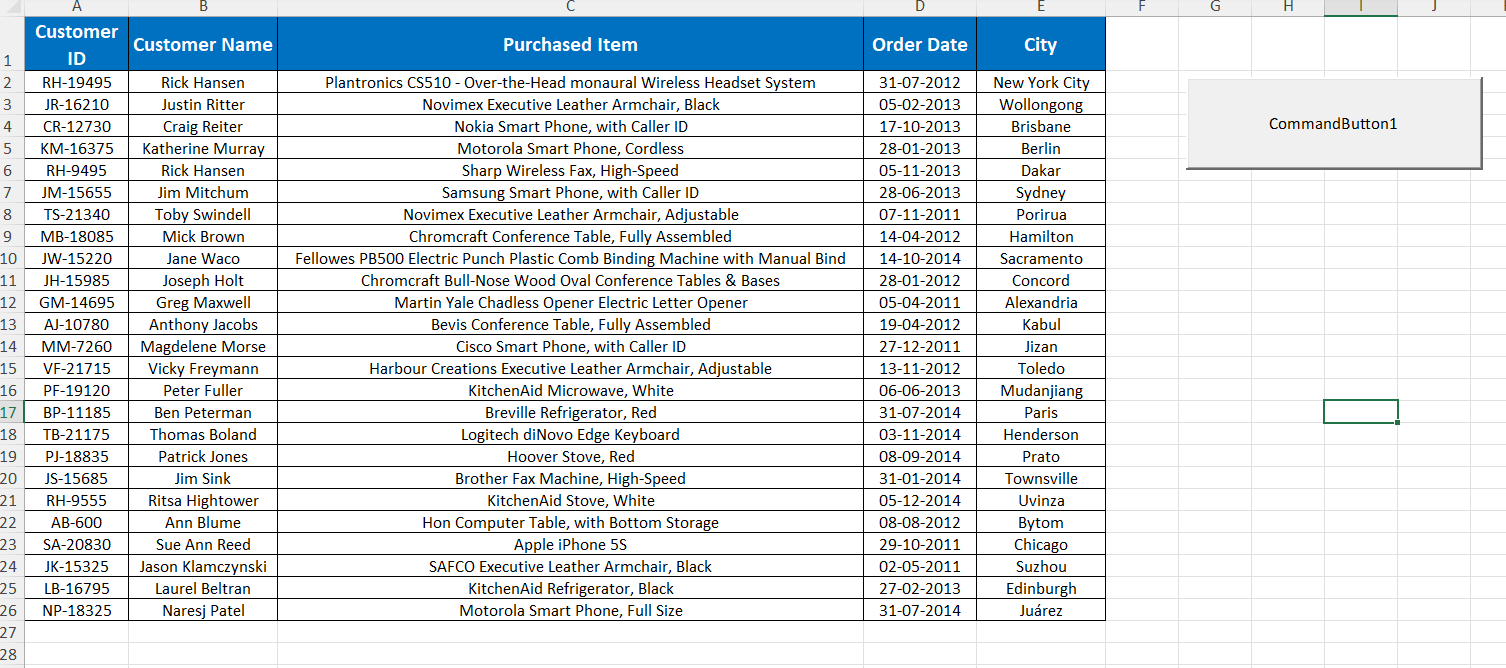 A B C D E F G H I J
1 Customer ID Customer Name Purchased Item Order Date City
2 RH-19495 Rick Hansen Plantronics CS510 - Over-the-Head monaural Wireless Headset System 31-07-2012 New York City
3 JR-16210 Justin Ritter Novimex Executive Leather Armchair, Black 05-02-2013 Wollongong
CommandButton1
4 CR-12730 Craig Reiter Nokia Smart Phone, with Caller ID 17-10-2013 Brisbane
5 KM-16375 Katherine Murray Motorola Smart Phone, Cordless 28-01-2013 Berlin
6 RH-9495 Rick Hansen Sharp Wireless Fax, High-Speed 05-11-2013 Dakar
7 JM-15655 Jim Mitchum Samsung Smart Phone, with Caller ID 28-06-2013 Sydney
8 TS-21340 Toby Swindell Novimex Executive Leather Armchair, Adjustable 07-11-2011 Porirua
9 MB-18085 Mick Brown Chromcraft Conference Table, Fully Assembled 14-04-2012 Hamilton
10 JW-15220 Jane Waco Fellowes PB500 Electric Punch Plastic Comb Binding Machine with Manual Bind 14-10-2014 Sacramento
11 JH-15985 Joseph Holt Chromcraft Bull-Nose Wood Oval Conference Tables & Bases 28-01-2012 Concord
12 GM-14695 Greg Maxwell Martin Yale Chadless Opener Electric Letter Opener 05-04-2011 Alexandria
13 AJ-10780 Anthony Jacobs Bevis Conference Table, Fully Assembled 19-04-2012 Kabul
14 MM-7260 Magdelene Morse Cisco Smart Phone, with Caller ID 27-12-2011 Jizan
15 VF-21715 Vicky Freymann Harbour Creations Executive Leather Armchair, Adjustable 13-11-2012 Toledo
16 PF-19120 Peter Fuller KitchenAid Microwave, White 06-06-2013 Mudanjiang
17 BP-11185 Ben Peterman Breville Refrigerator, Red 31-07-2014 Paris
18 TB-21175 Thomas Boland Logitech diNovo Edge Keyboard 03-11-2014 Henderson
19 PJ-18835 Patrick Jones Hoover Stove, Red 08-09-2014 Prato
20 JS-15685 Jim Sink Brother Fax Machine, High-Speed 31-01-2014 Townsville
21 RH-9555 Ritsa Hightower KitchenAid Stove, White 05-12-2014 Uvinza
22 AB-600 Ann Blume Hon Computer Table, with Bottom Storage 08-08-2012 Bytom
23 SA-20830 Sue Ann Reed Apple iPhone 5S 29-10-2011 Chicago
24 JK-15325 Jason Klamczynski SAFCO Executive Leather Armchair, Black 02-05-2011 Suzhou
25 LB-16795 Laurel Beltran KitchenAid Refrigerator, Black 27-02-2013 Edinburgh
26 NP-18325 Naresj Patel Motorola Smart Phone, Full Size 31-07-2014 Juárez
27
28